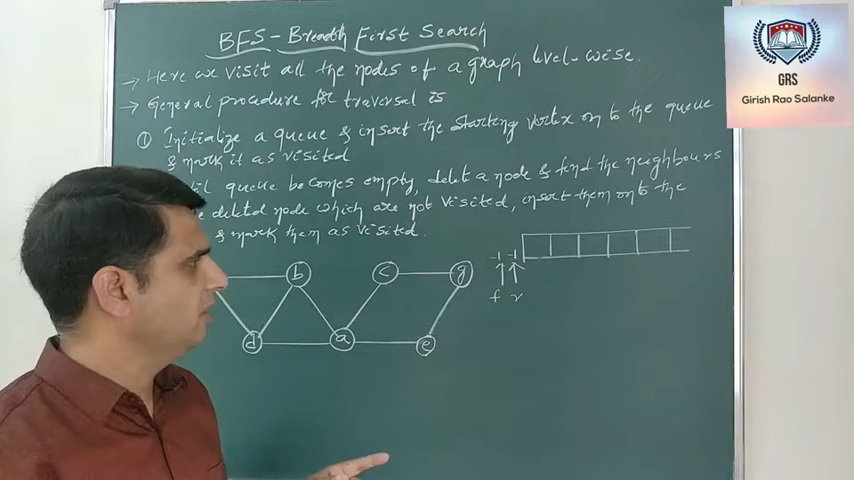 BFS - Breadth First Search
→ Here we visit all the nodes of a graph level-wise.
→ General procedure for traversal is
① Initialize a queue & insert the starting vertex on to the queue
& mark it as visited
queue becomes empty, delete a node & find the neighbours
deleted node which are not visited, insert them onto the
& mark them as visited.
-1 -1
f r
b c g
d a e
GRS
Girish Rao Salanke